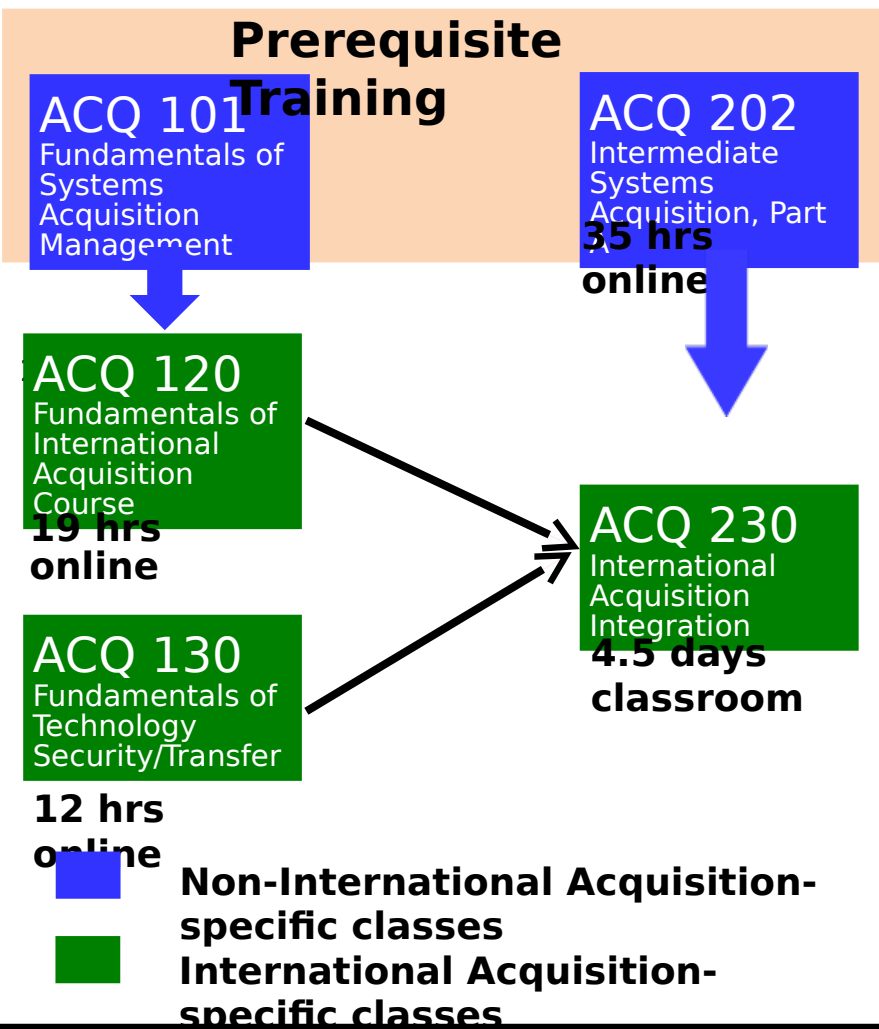 Prerequisite
Training
ACQ 101
Fundamentals of
Systems
Acquisition
Management
ACQ 202
Intermediate
Systems
Acquisition, Part
A
35 hrs
online
ACQ 120
Fundamentals of
International
Acquisition
Course
19 hrs
online
ACQ 230
International
Acquisition
Integration
4.5 days
classroom
ACQ 130
Fundamentals of
Technology
Security/Transfer
12 hrs
online
Non-International Acquisition-
specific classes
International Acquisition-
specific classes